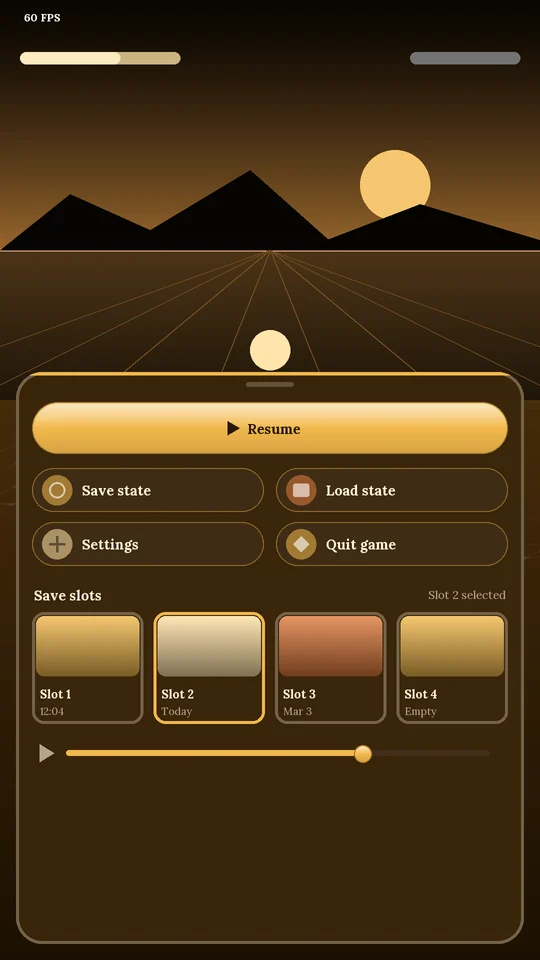 60 FPS
Resume
Save state
Load state
Settings
Quit game
Save slots
Slot 2 selected
Slot 1
12:04
Slot 2
Today
Slot 3
Mar 3
Slot 4
Empty